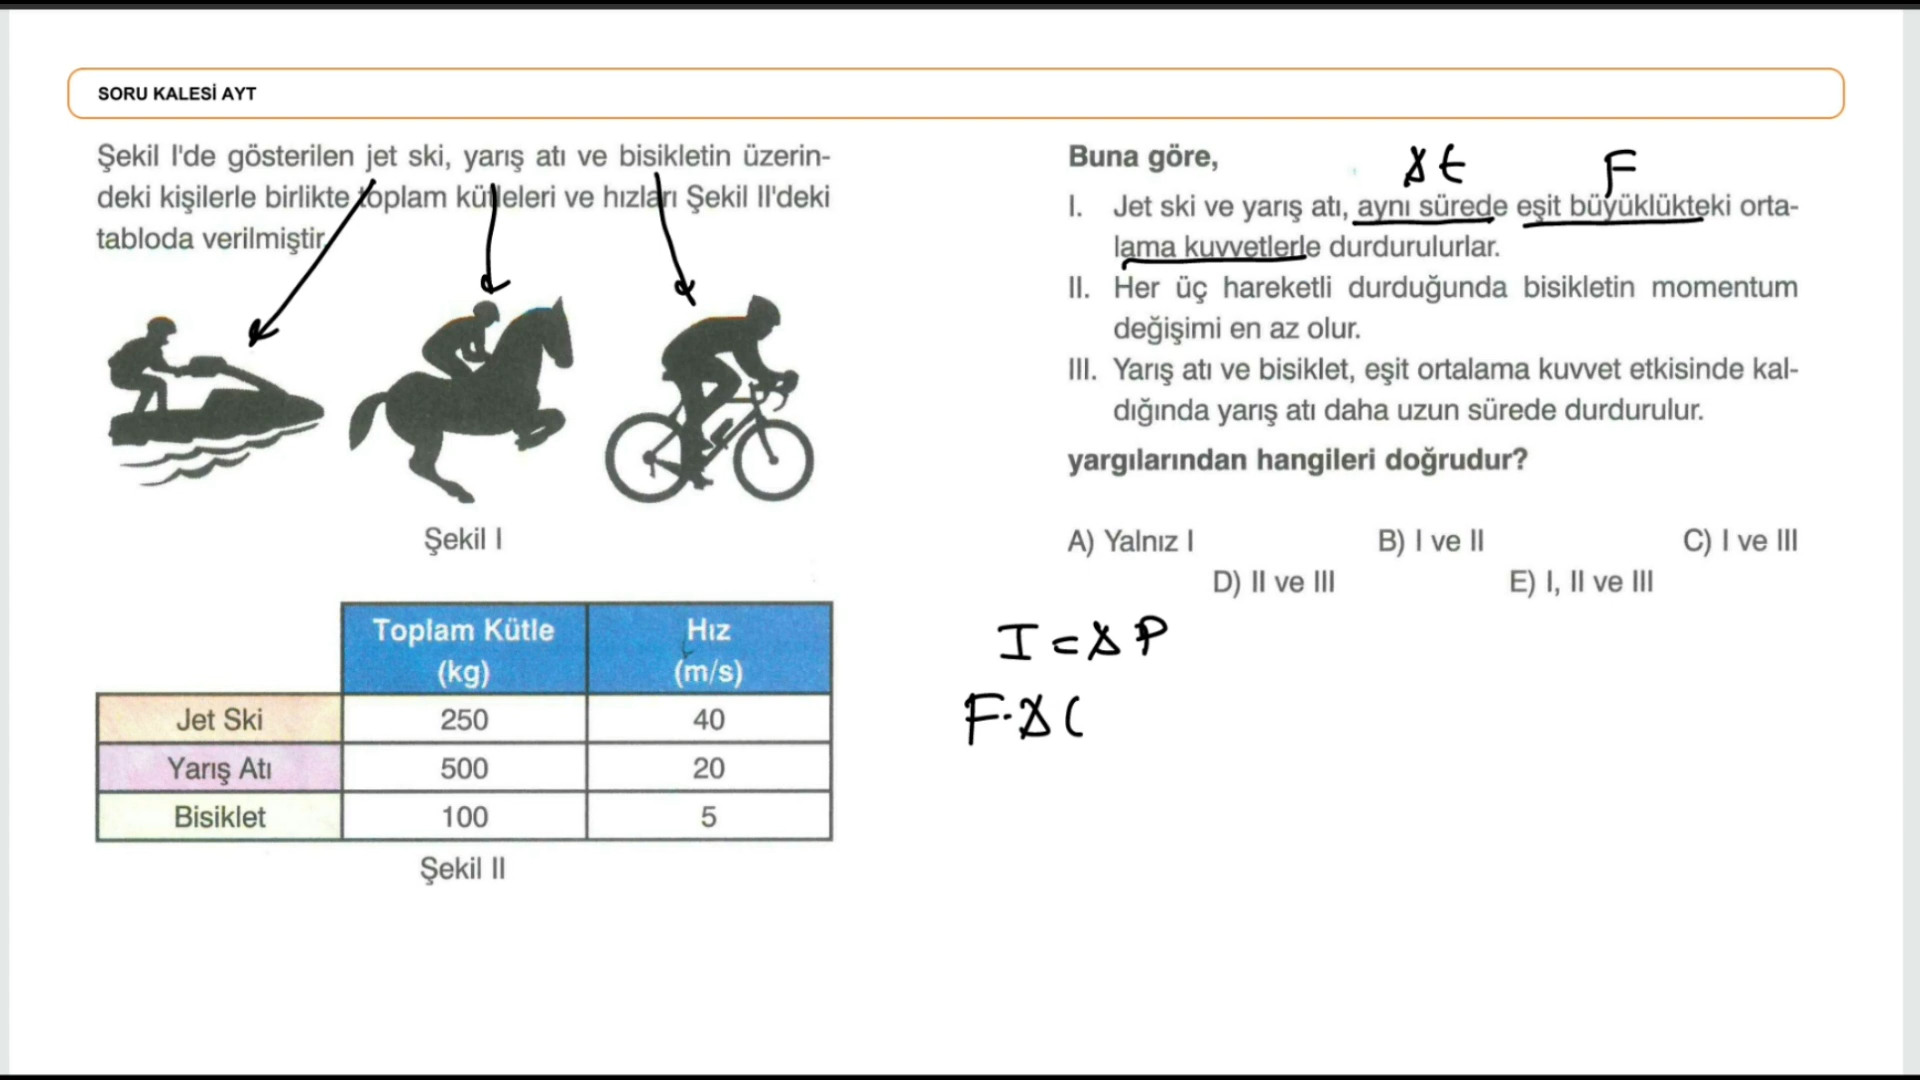 SORU KALESİ AYT
Şekil I'de gösterilen jet ski, yarış atı ve bisikletin üzerin-
deki kişilerle birlikte toplam kütleleri ve hızları Şekil II'deki
tabloda verilmiştir.
Şekil I
Toplam Kütle (kg) Hız (m/s)
Jet Ski 250 40
Yarış Atı 500 20
Bisiklet 100 5
Şekil II
Buna göre,
Δt F
I. Jet ski ve yarış atı, aynı sürede eşit büyüklükteki orta-
lama kuvvetlerle durdurulurlar.
II. Her üç hareketli durduğunda bisikletin momentum
değişimi en az olur.
III. Yarış atı ve bisiklet, eşit ortalama kuvvet etkisinde kal-
dığında yarış atı daha uzun sürede durdurulur.
yargılarından hangileri doğrudur?
A) Yalnız I B) I ve II C) I ve III
D) II ve III E) I, II ve III
I = ΔP
F·Δ(